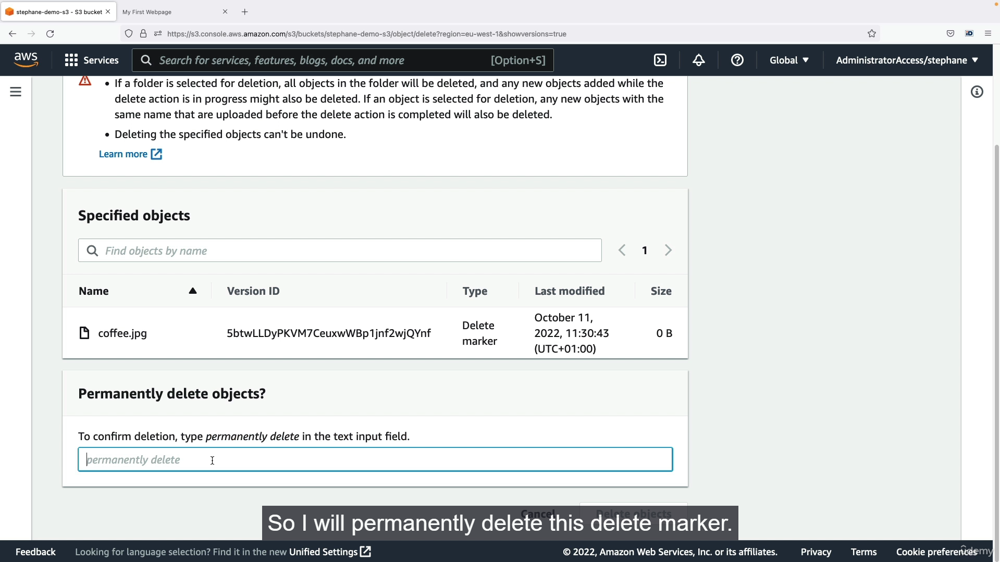 stephane-demo-s3 - S3 bucket
My First Webpage
https://s3.console.aws.amazon.com/s3/buckets/stephane-demo-s3/object/delete?region=eu-west-1&showversions=true
aws
Services
Search for services, features, blogs, docs, and more
[Option+S]
Global
AdministratorAccess/stephane
• If a folder is selected for deletion, all objects in the folder will be deleted, and any new objects added while the
delete action is in progress might also be deleted. If an object is selected for deletion, any new objects with the
same name that are uploaded before the delete action is completed will also be deleted.
• Deleting the specified objects can't be undone.
Learn more
Specified objects
Find objects by name
1
Name
Version ID
Type
Last modified
Size
coffee.jpg
5btwLLDyPKVM7CeuxwWBp1jnf2wjQYnf
Delete
marker
October 11,
2022, 11:30:43
(UTC+01:00)
0 B
Permanently delete objects?
To confirm deletion, type permanently delete in the text input field.
permanently delete
Cancel
Delete objects
So I will permanently delete this delete marker.
Feedback
Looking for language selection? Find it in the new Unified Settings
© 2022, Amazon Web Services, Inc. or its affiliates.
Privacy
Terms
Cookie preferences
ûdemy